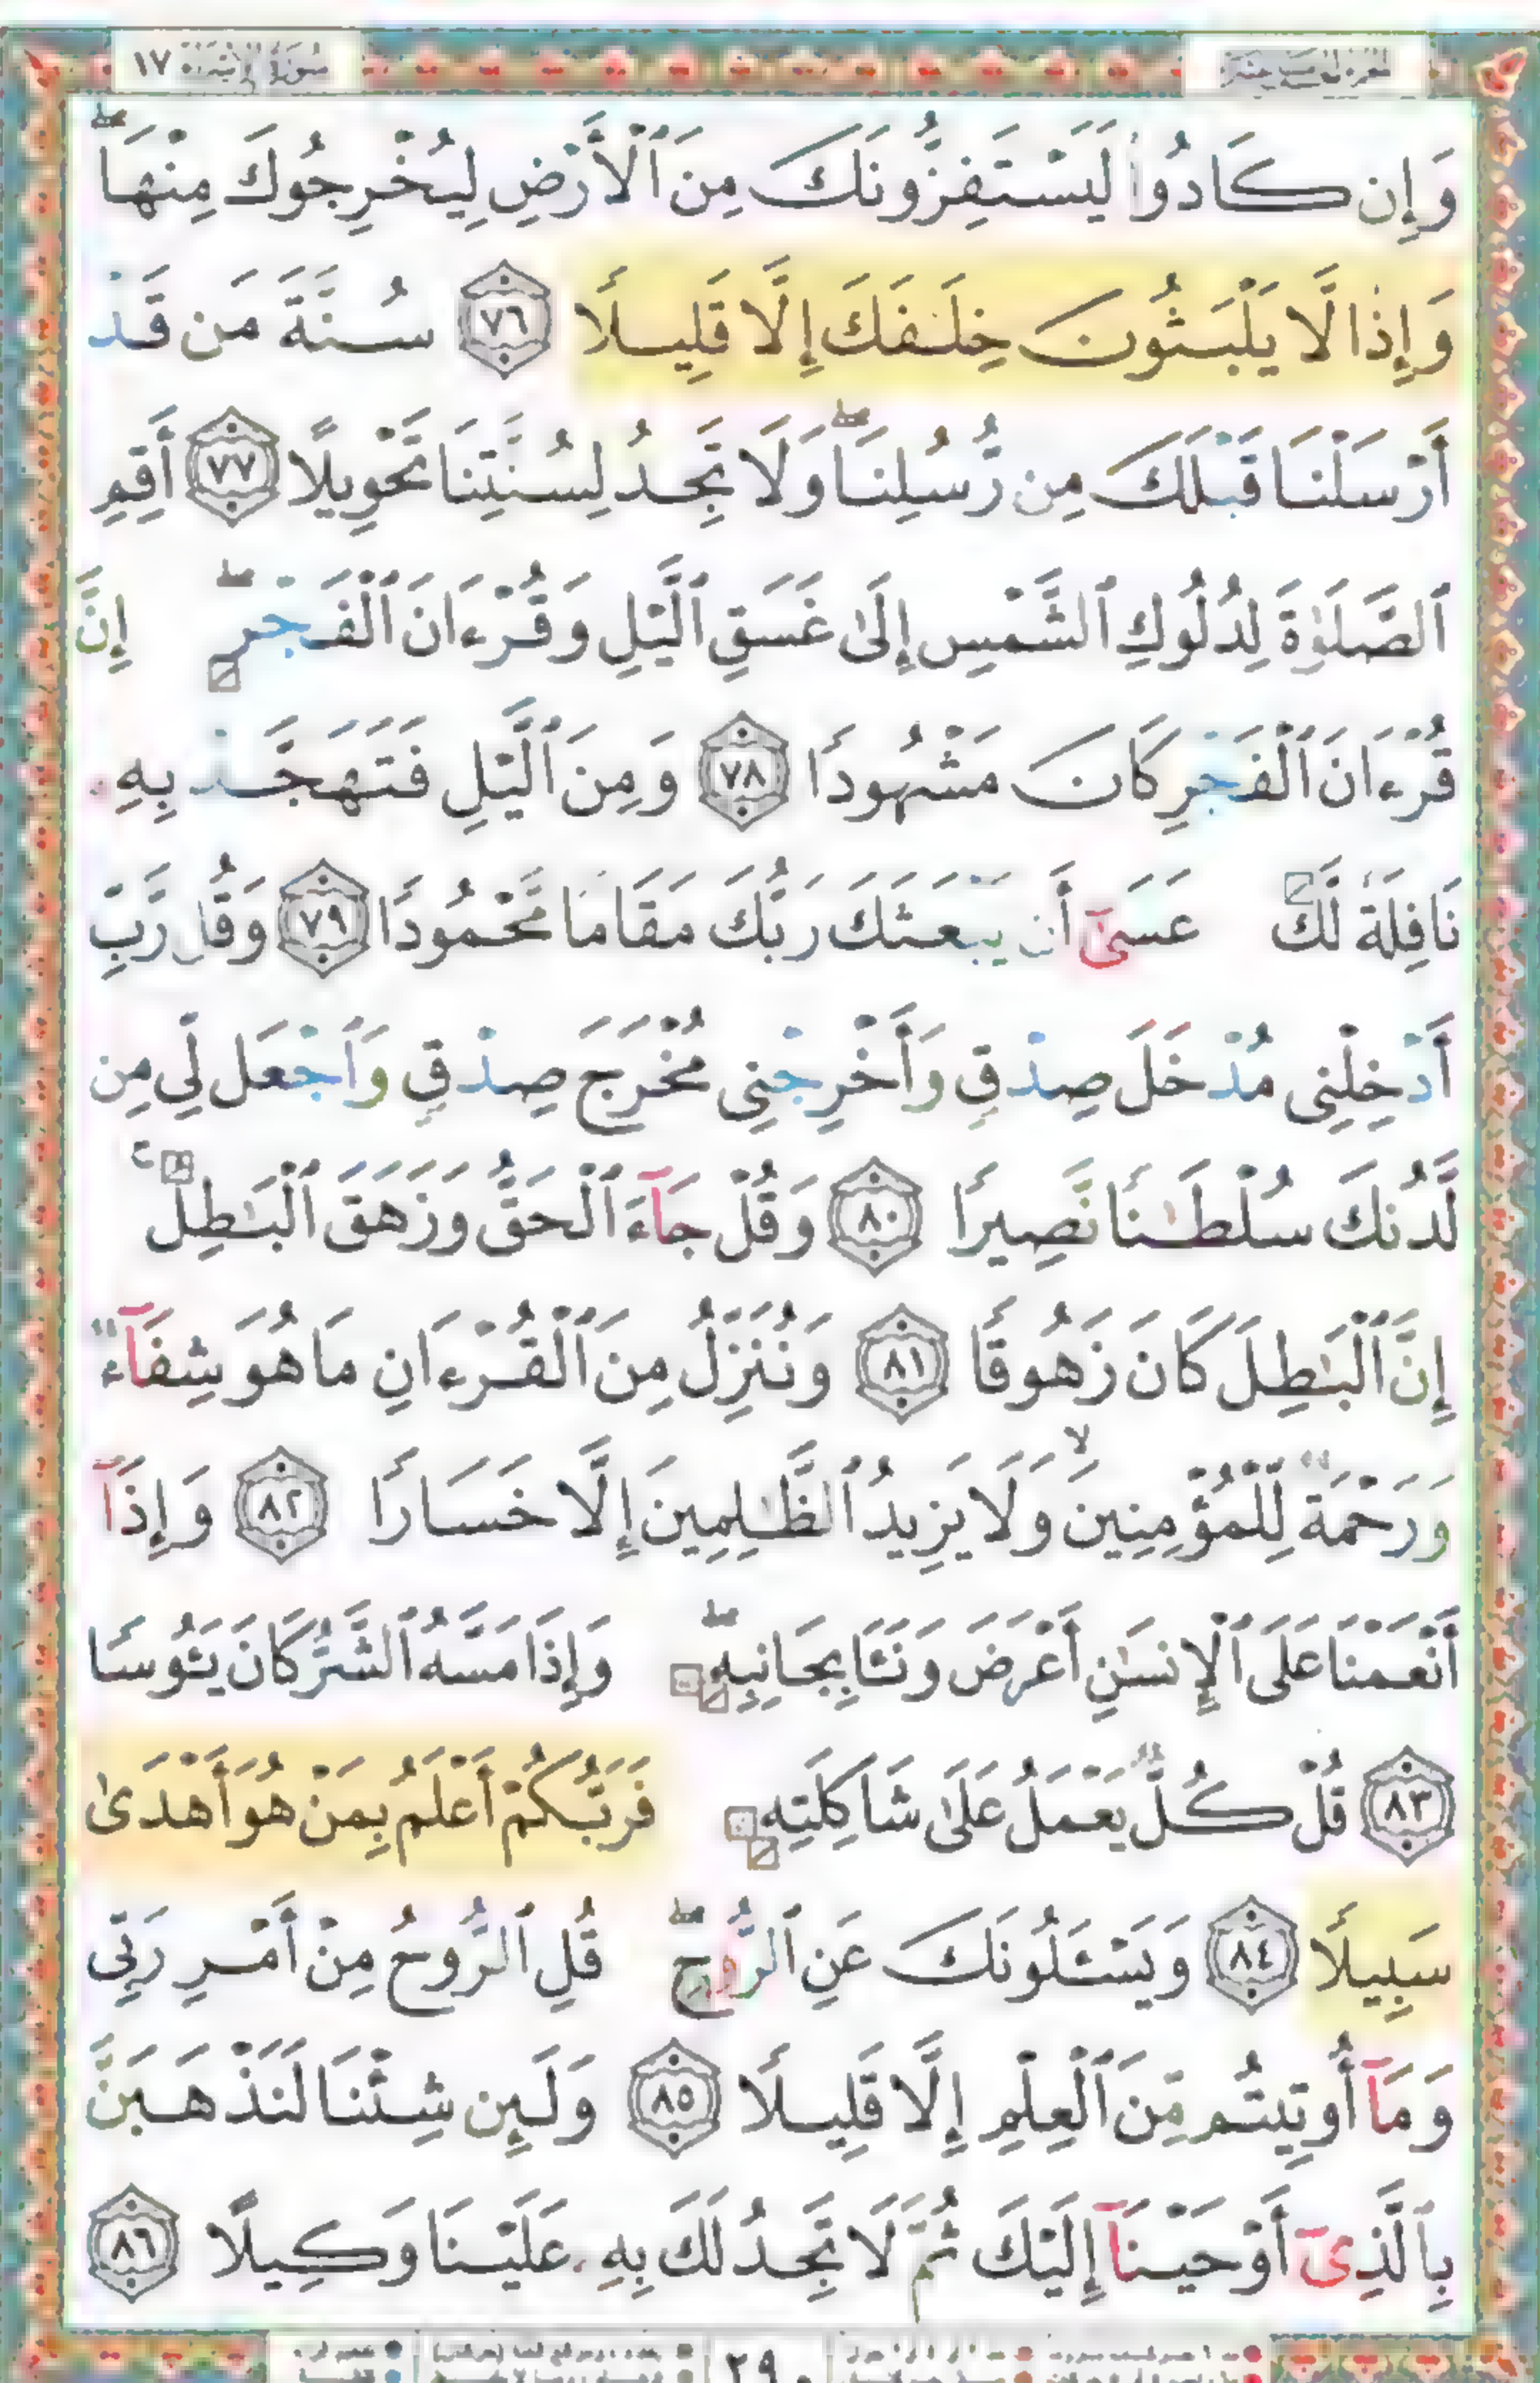 سورة الإسراء ١٧
وَإِن كَادُوا۟ لَيَسْتَفِزُّونَكَ مِنَ ٱلْأَرْضِ لِيُخْرِجُوكَ مِنْهَا ۖ
وَإِذًا لَّا يَلْبَثُونَ خِلَـٰفَكَ إِلَّا قَلِيلًا ٧٦ سُنَّةَ مَن قَدْ
أَرْسَلْنَا قَبْلَكَ مِن رُّسُلِنَا ۖ وَلَا تَجِدُ لِسُنَّتِنَا تَحْوِيلًا ٧٧ أَقِمِ
ٱلصَّلَوٰةَ لِدُلُوكِ ٱلشَّمْسِ إِلَىٰ غَسَقِ ٱلَّيْلِ وَقُرْءَانَ ٱلْفَجْرِ ۖ إِنَّ
قُرْءَانَ ٱلْفَجْرِ كَانَ مَشْهُودًا ٧٨ وَمِنَ ٱلَّيْلِ فَتَهَجَّدْ بِهِۦ
نَافِلَةً لَّكَ عَسَىٰٓ أَن يَبْعَثَكَ رَبُّكَ مَقَامًا مَّحْمُودًا ٧٩ وَقُل رَّبِّ
أَدْخِلْنِى مُدْخَلَ صِدْقٍ وَأَخْرِجْنِى مُخْرَجَ صِدْقٍ وَٱجْعَل لِّى مِن
لَّدُنكَ سُلْطَـٰنًا نَّصِيرًا ٨٠ وَقُلْ جَآءَ ٱلْحَقُّ وَزَهَقَ ٱلْبَـٰطِلُ ۚ
إِنَّ ٱلْبَـٰطِلَ كَانَ زَهُوقًا ٨١ وَنُنَزِّلُ مِنَ ٱلْقُرْءَانِ مَا هُوَ شِفَآءٌ
وَرَحْمَةٌ لِّلْمُؤْمِنِينَ ۙ وَلَا يَزِيدُ ٱلظَّـٰلِمِينَ إِلَّا خَسَارًا ٨٢ وَإِذَآ
أَنْعَمْنَا عَلَى ٱلْإِنسَـٰنِ أَعْرَضَ وَنَـَٔا بِجَانِبِهِۦ ۖ وَإِذَا مَسَّهُ ٱلشَّرُّ كَانَ يَـُٔوسًا
٨٣ قُلْ كُلٌّ يَعْمَلُ عَلَىٰ شَاكِلَتِهِۦ فَرَبُّكُمْ أَعْلَمُ بِمَنْ هُوَ أَهْدَىٰ
سَبِيلًا ٨٤ وَيَسْـَٔلُونَكَ عَنِ ٱلرُّوحِ ۖ قُلِ ٱلرُّوحُ مِنْ أَمْرِ رَبِّى
وَمَآ أُوتِيتُم مِّنَ ٱلْعِلْمِ إِلَّا قَلِيلًا ٨٥ وَلَئِن شِئْنَا لَنَذْهَبَنَّ
بِٱلَّذِىٓ أَوْحَيْنَآ إِلَيْكَ ثُمَّ لَا تَجِدُ لَكَ بِهِۦ عَلَيْنَا وَكِيلًا ٨٦
٢٩٠